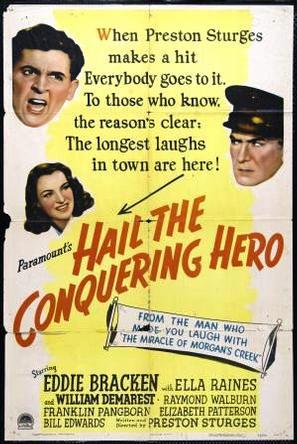 When Preston Sturges
makes a hit
Everybody goes to it.
To those who know,
the reason's clear:
The longest laughs
in town are here!
Paramount's
HAIL THE
CONQUERING HERO
FROM THE MAN WHO
MADE YOU LAUGH WITH
"THE MIRACLE OF MORGAN'S CREEK"
Starring
EDDIE BRACKEN with ELLA RAINES
and WILLIAM DEMAREST · RAYMOND WALBURN
FRANKLIN PANGBORN ELIZABETH PATTERSON
BILL EDWARDS · Written and Directed by PRESTON STURGES